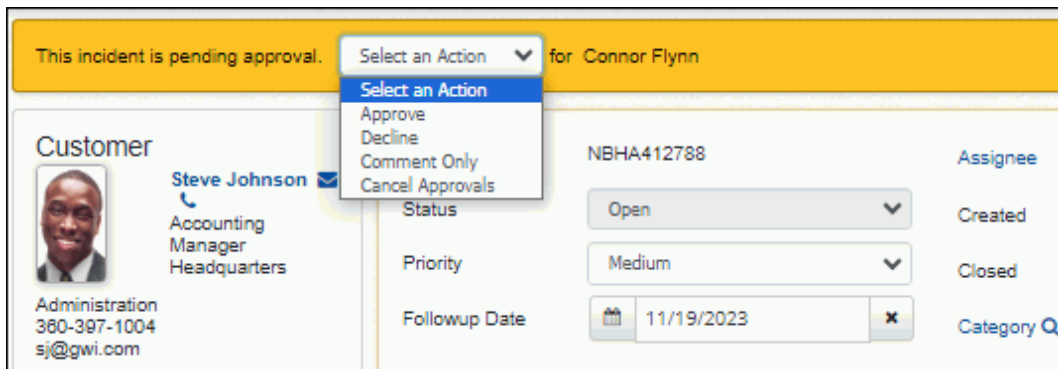 This incident is pending approval. Select an Action for Connor Flynn
Select an Action
Approve
Decline
Comment Only
Cancel Approvals
Customer
Steve Johnson
Accounting
Manager
Headquarters
Administration
360-397-1004
sj@gwi.com
NBHA412788
Status Open
Priority Medium
Followup Date 11/19/2023
Assignee
Created
Closed
Category